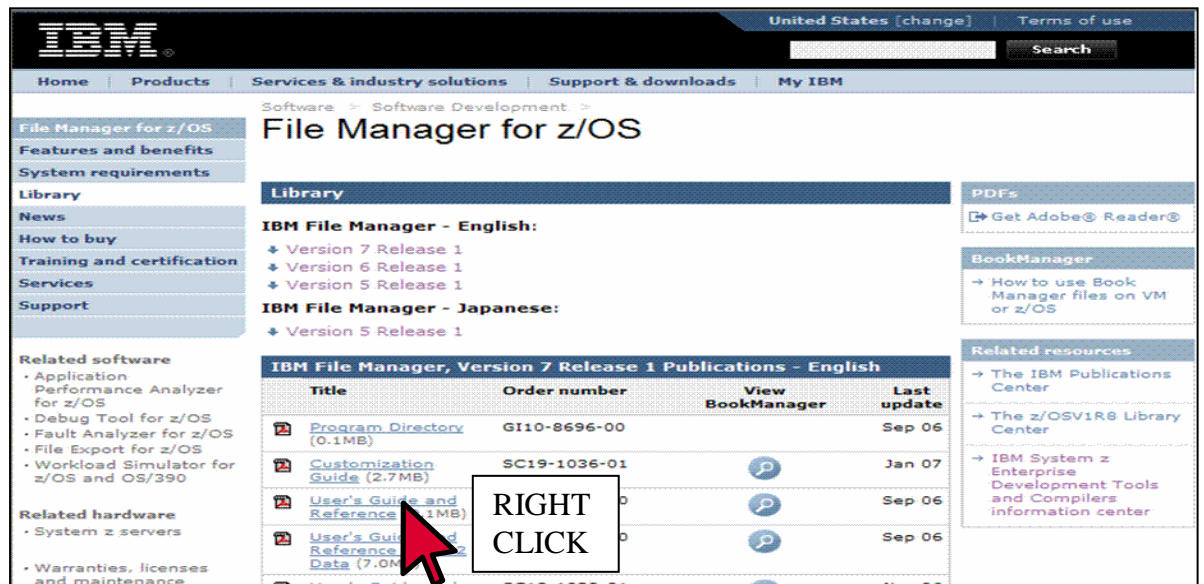 United States [change] | Terms of use
IBM®
Search
Home | Products | Services & industry solutions | Support & downloads | My IBM
Software > Software Development >
File Manager for z/OS
File Manager for z/OS
Features and benefits
System requirements
Library
News
How to buy
Training and certification
Services
Support
Related software
• Application Performance Analyzer for z/OS
• Debug Tool for z/OS
• Fault Analyzer for z/OS
• File Export for z/OS
• Workload Simulator for z/OS and OS/390
Related hardware
• System z servers
• Warranties, licenses and maintenance
Library
IBM File Manager - English:
Version 7 Release 1
Version 6 Release 1
Version 5 Release 1
IBM File Manager - Japanese:
Version 5 Release 1
IBM File Manager, Version 7 Release 1 Publications - English
Title Order number View BookManager Last update
Program Directory (0.1MB) GI10-8696-00 Sep 06
Customization Guide (2.7MB) SC19-1036-01 Jan 07
User's Guide and Reference 1MB) Sep 06
User's Reference 2 Data (7.0M Sep 06
RIGHT CLICK
PDFs
Get Adobe® Reader®
BookManager
→ How to use Book Manager files on VM or z/OS
Related resources
→ The IBM Publications Center
→ The z/OSV1R8 Library Center
→ IBM System z Enterprise Development Tools and Compilers information center